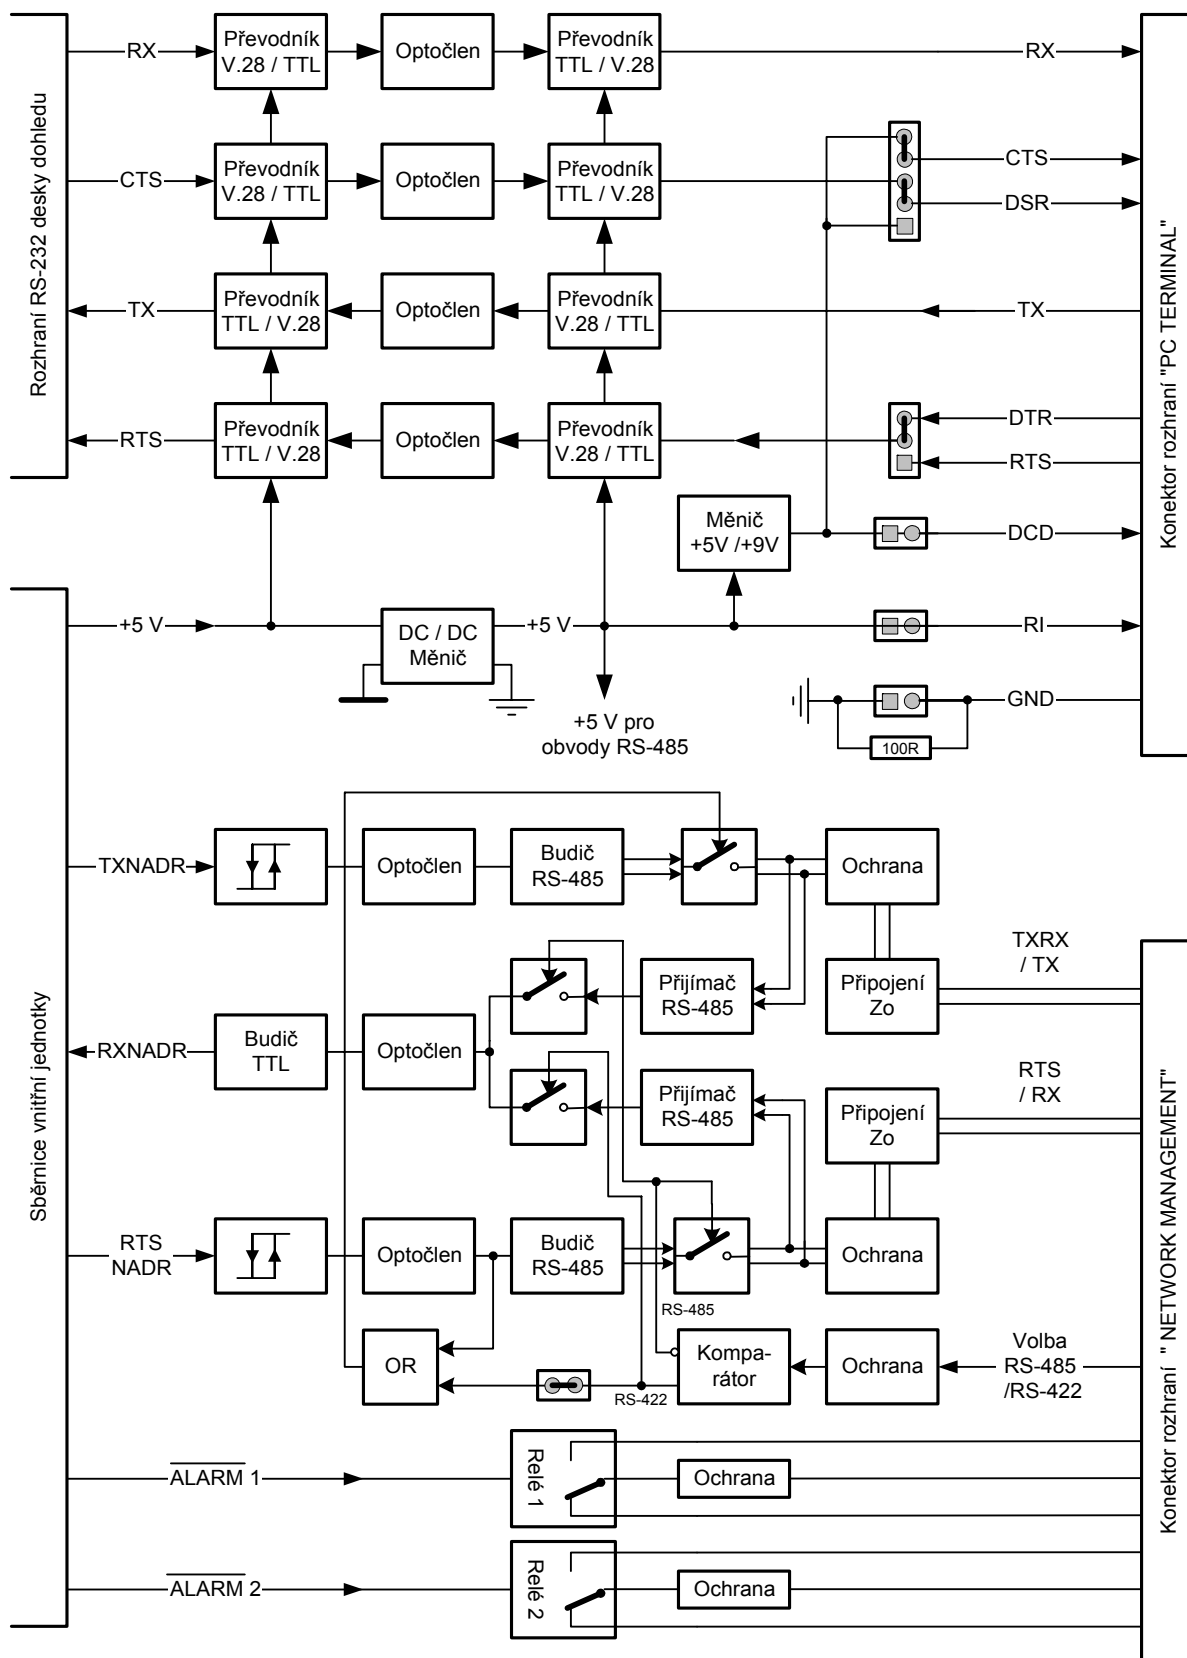 Rozhraní RS-232 desky dohledu
RX
Převodník
V.28 / TTL
Optočlen
Převodník
TTL / V.28
RX
CTS
Převodník
V.28 / TTL
Optočlen
Převodník
TTL / V.28
CTS
DSR
TX
Převodník
TTL / V.28
Optočlen
Převodník
V.28 / TTL
TX
RTS
Převodník
TTL / V.28
Optočlen
Převodník
V.28 / TTL
DTR
RTS
Měnič
+5V /+9V
DCD
Konektor rozhraní "PC TERMINAL"
+5 V
DC / DC
Měnič
+5 V
RI
+5 V pro
obvody RS-485
GND
100R
Sběrnice vnitřní jednotky
TXNADR
Optočlen
Budič
RS-485
Ochrana
TXRX
/ TX
Přijímač
RS-485
Připojení
Zo
RXNADR
Budič
TTL
Optočlen
Přijímač
RS-485
Připojení
Zo
RTS
/ RX
RTS
NADR
Optočlen
Budič
RS-485
Ochrana
RS-485
OR
RS-422
Kompa-
rátor
Ochrana
Volba
RS-485
/RS-422
Konektor rozhraní " NETWORK MANAGEMENT"
ALARM 1
Relé 1
Ochrana
ALARM 2
Relé 2
Ochrana